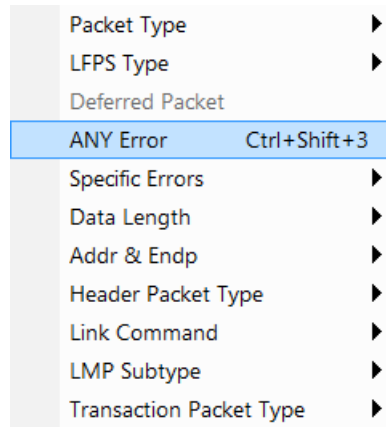 Packet Type
LFPS Type
Deferred Packet
ANY Error Ctrl+Shift+3
Specific Errors
Data Length
Addr & Endp
Header Packet Type
Link Command
LMP Subtype
Transaction Packet Type